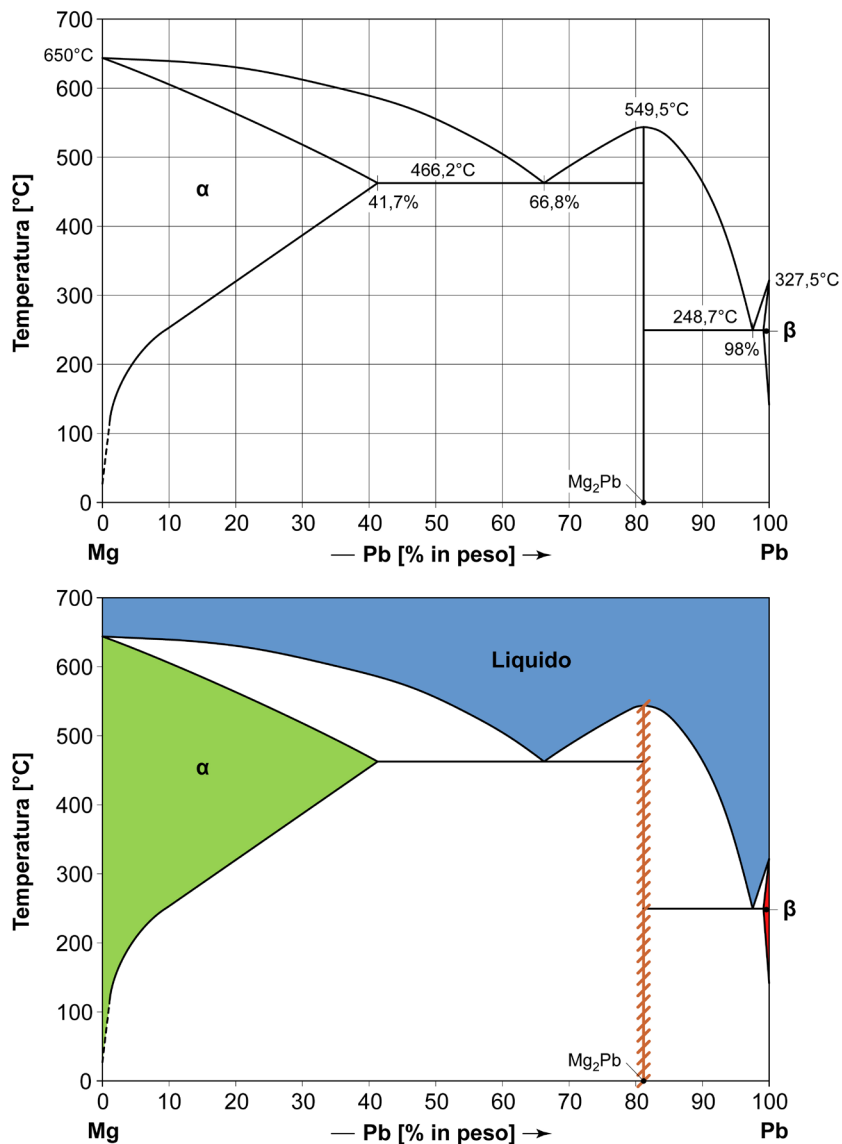 700
650°C
600
549,5°C
500
466,2°C
α
41,7%
66,8%
400
300
327,5°C
248,7°C
β
98%
200
100
Mg₂Pb
0
0 10 20 30 40 50 60 70 80 90 100
Mg — Pb [% in peso] → Pb
Temperatura [°C]
700
600
Liquido
500
α
400
300
β
200
100
Mg₂Pb
0
0 10 20 30 40 50 60 70 80 90 100
Mg — Pb [% in peso] → Pb
Temperatura [°C]